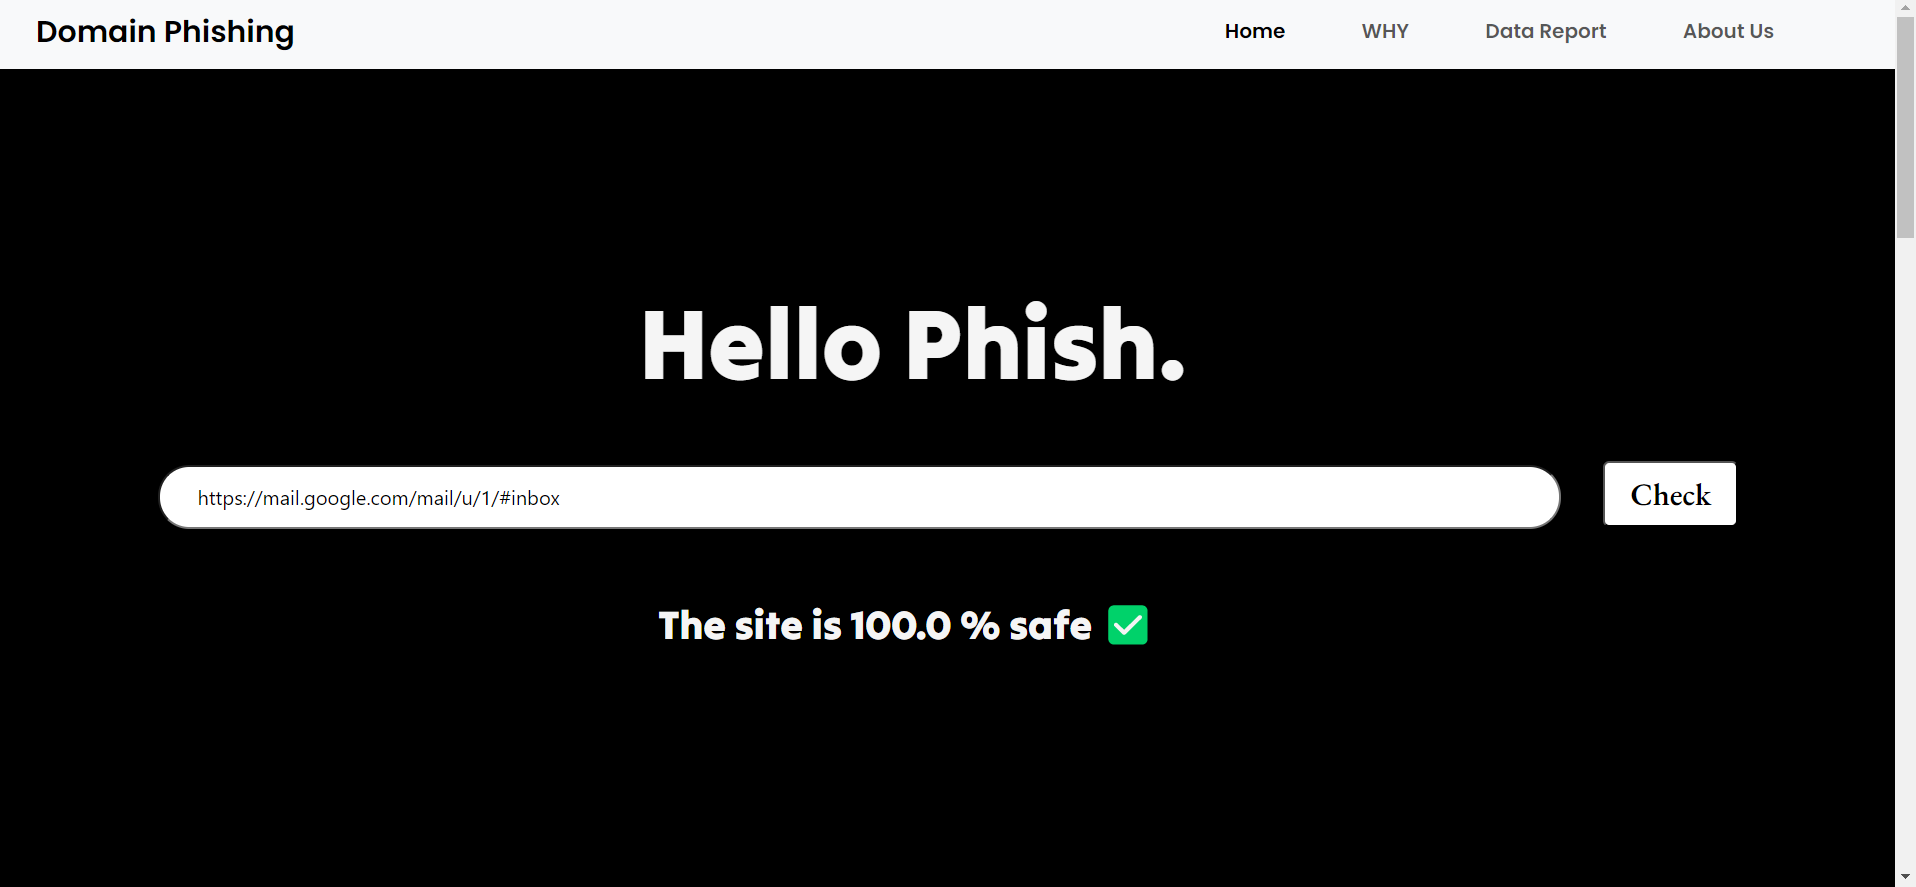 Domain Phishing
Home
WHY
Data Report
About Us
Hello Phish.
https://mail.google.com/mail/u/1/#inbox
Check
The site is 100.0 % safe ✅